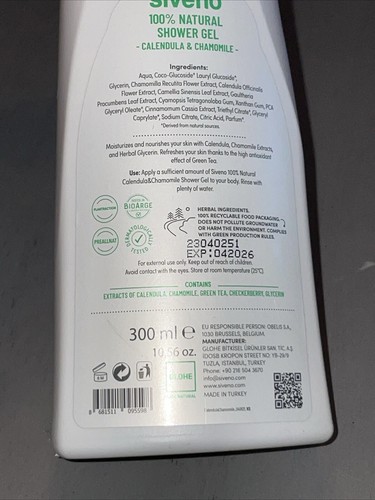 siveno
100% NATURAL
SHOWER GEL
- CALENDULA & CHAMOMILE -
Ingredients:
Aqua, Coco-Glucoside* Lauryl Glucoside*,
Glycerin, Chamomilla Recutita Flower Extract, Calendula Officinalis
Flower Extract, Camellia Sinensis Leaf Extract, Gaultheria
Procumbens Leaf Extract, Cyamopsis Tetragonoloba Gum, Xanthan Gum, PCA
Glyceryl Oleate*, Cinnamomum Cassia Extract, Triethyl Citrate*, Glyceryl
Caprylate*, Sodium Citrate, Citric Acid, Parfum*.
*Derived from natural sources.
Moisturizes and nourishes your skin with Calendula, Chamomile Extracts,
and Herbal Glycerin. Refreshes your skin thanks to the high antioxidant
effect of Green Tea.
Use: Apply a sufficient amount of Siveno 100% Natural
Calendula&Chamomile Shower Gel to your body. Rinse with
plenty of water.
BIOARGE
DERMATOLOGICALLY
TESTED
HERBAL INGREDIENTS.
100% RECYCLABLE FOOD PACKAGING
DOES NOT POLLUTE GROUNDWATER
OR HARM THE ENVIRONMENT. COMPLIES
WITH GREEN PRODUCTION RULES.
23040251
EXP:042026
For external use only. Keep out of reach of children.
Avoid contact with the eyes. Store at room temperature (25°C).
CONTAINS
EXTRACTS OF CALENDULA, CHAMOMILE, GREEN TEA, CHECKERBERRY, GLYCERIN
300 ml e
10.56 oz.
EU RESPONSIBLE PERSON: OBELIS S.A.,
1030 BRUSSELS, BELGIUM.
MANUFACTURER:
GLOHE BITKISEL ÜRÜNLER SAN. TİC. A.Ş
İDOSB KROPON STREET NO: Y9-29/9
TUZLA, ISTANBUL, TURKEY
Phone: +90 216 504 3670
info@siveno.com
www.siveno.com
MADE IN TURKEY